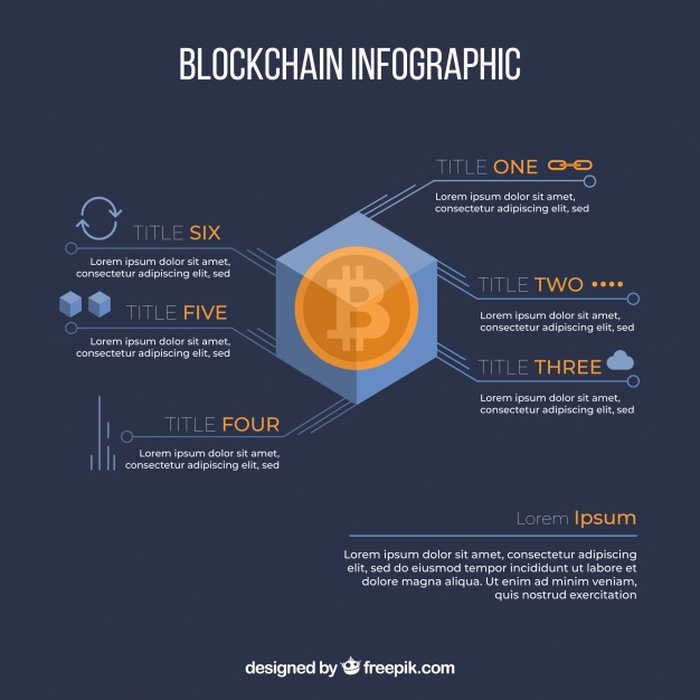 BLOCKCHAIN INFOGRAPHIC
TITLE ONE
Lorem ipsum dolor sit amet,
consectetur adipiscing elit, sed
TITLE TWO
Lorem ipsum dolor sit amet,
consectetur adipiscing elit, sed
TITLE THREE
Lorem ipsum dolor sit amet,
consectetur adipiscing elit, sed
TITLE FOUR
Lorem ipsum dolor sit amet,
consectetur adipiscing elit, sed
TITLE FIVE
Lorem ipsum dolor sit amet,
consectetur adipiscing elit, sed
TITLE SIX
Lorem ipsum dolor sit amet,
consectetur adipiscing elit, sed
Lorem Ipsum
Lorem ipsum dolor sit amet, consectetur adipiscing
elit, sed do eiusmod tempor incididunt ut labore et
dolore magna aliqua. Ut enim ad minim veniam,
quis nostrud exercitation
designed by freepik.com